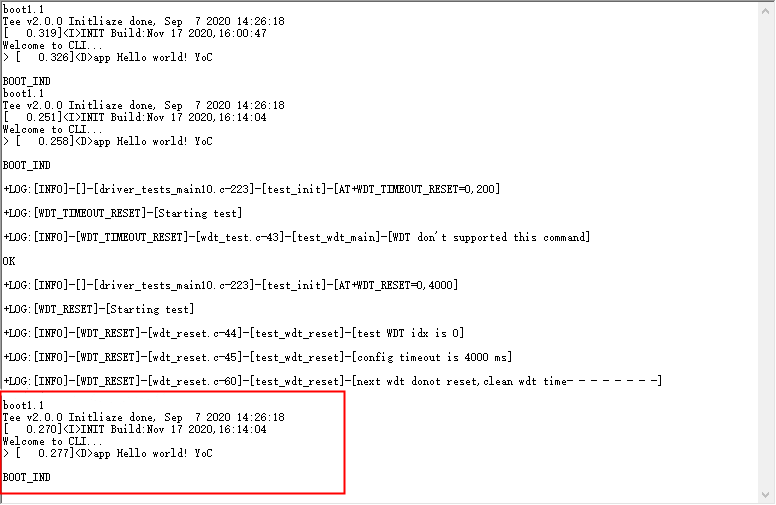 boot1.1
Tee v2.0.0 Initliaze done, Sep  7 2020 14:26:18
[   0.319]<I>INIT Build:Nov 17 2020,16:00:47
Welcome to CLI...
> [   0.326]<D>app Hello world! YoC
BOOT_IND
boot1.1
Tee v2.0.0 Initliaze done, Sep  7 2020 14:26:18
[   0.251]<I>INIT Build:Nov 17 2020,16:14:04
Welcome to CLI...
> [   0.258]<D>app Hello world! YoC
BOOT_IND
+LOG:[INFO]-[]-[driver_tests_main10.c-223]-[test_init]-[AT+WDT_TIMEOUT_RESET=0,200]
+LOG:[WDT_TIMEOUT_RESET]-[Starting test]
+LOG:[INFO]-[WDT_TIMEOUT_RESET]-[wdt_test.c-43]-[test_wdt_main]-[WDT don't supported this command]
OK
+LOG:[INFO]-[]-[driver_tests_main10.c-223]-[test_init]-[AT+WDT_RESET=0,4000]
+LOG:[WDT_RESET]-[Starting test]
+LOG:[INFO]-[WDT_RESET]-[wdt_reset.c-44]-[test_wdt_reset]-[test WDT idx is 0]
+LOG:[INFO]-[WDT_RESET]-[wdt_reset.c-45]-[test_wdt_reset]-[config timeout is 4000 ms]
+LOG:[INFO]-[WDT_RESET]-[wdt_reset.c-60]-[test_wdt_reset]-[next wdt donot reset,clean wdt time- - - - - - - -]
boot1.1
Tee v2.0.0 Initliaze done, Sep  7 2020 14:26:18
[   0.270]<I>INIT Build:Nov 17 2020,16:14:04
Welcome to CLI...
> [   0.277]<D>app Hello world! YoC
BOOT_IND